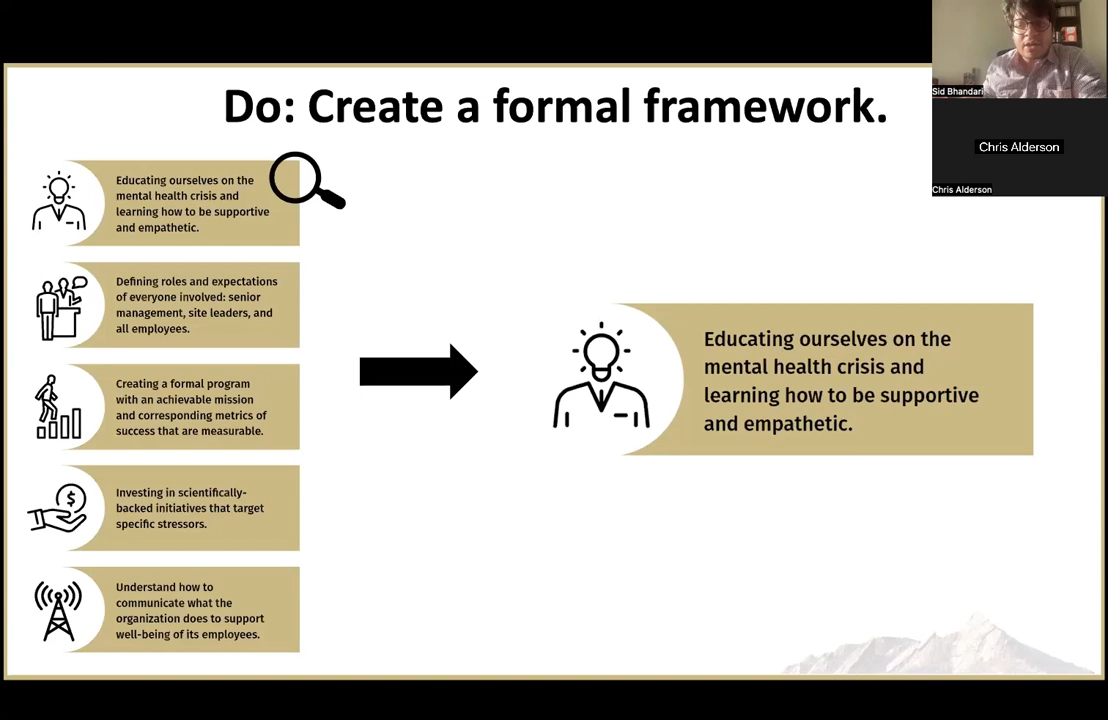 Do: Create a formal framework.
Educating ourselves on the
mental health crisis and
learning how to be supportive
and empathetic.
Defining roles and expectations
of everyone involved: senior
management, site leaders, and
all employees.
Creating a formal program
with an achievable mission
and corresponding metrics of
success that are measurable.
$
Investing in scientifically-
backed initiatives that target
specific stressors.
Understand how to
communicate what the
organization does to support
well-being of its employees.
Educating ourselves on the
mental health crisis and
learning how to be supportive
and empathetic.
Sid Bhandari
Chris Alderson
Chris Alderson